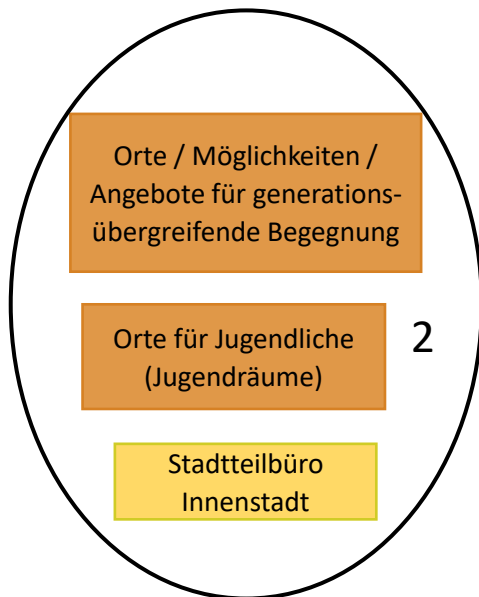 Orte / Möglichkeiten /
Angebote für generations-
übergreifende Begegnung
Orte für Jugendliche
(Jugendräume)
2
Stadtteilbüro
Innenstadt